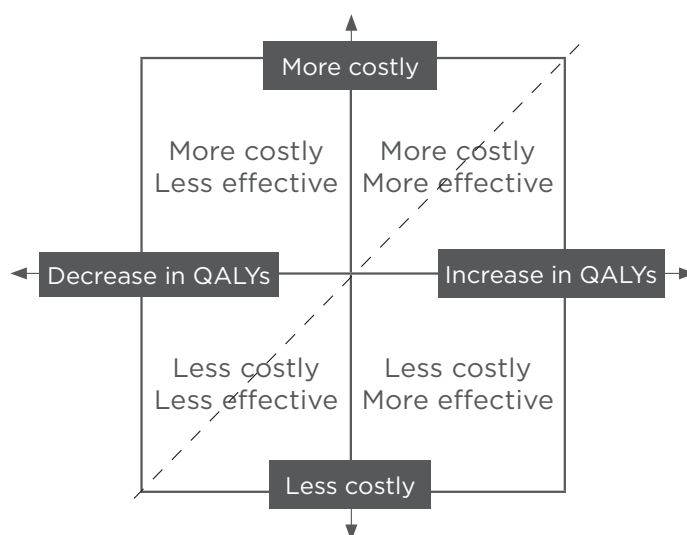 More costly
More costly
Less effective
More costly
More effective
Decrease in QALYs
Increase in QALYs
Less costly
Less effective
Less costly
More effective
Less costly